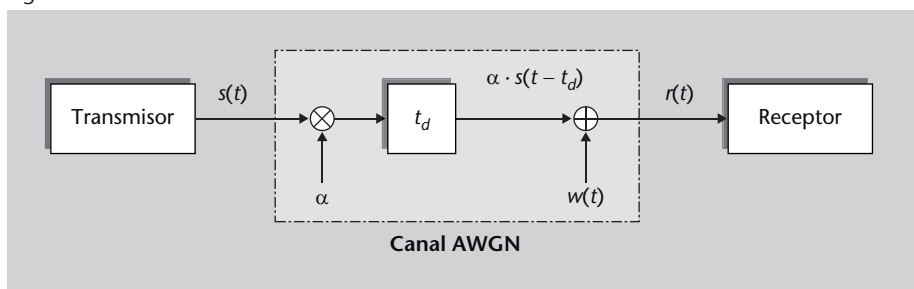 Transmisor
s(t)
α
t_d
α · s(t – t_d)
w(t)
r(t)
Receptor
Canal AWGN